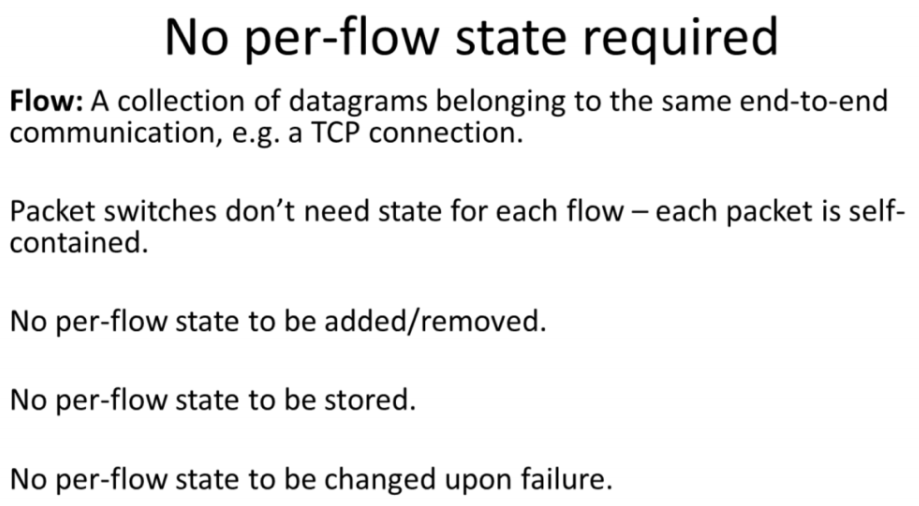 No per-flow state required
Flow: A collection of datagrams belonging to the same end-to-end
communication, e.g. a TCP connection.
Packet switches don’t need state for each flow – each packet is self-
contained.
No per-flow state to be added/removed.
No per-flow state to be stored.
No per-flow state to be changed upon failure.